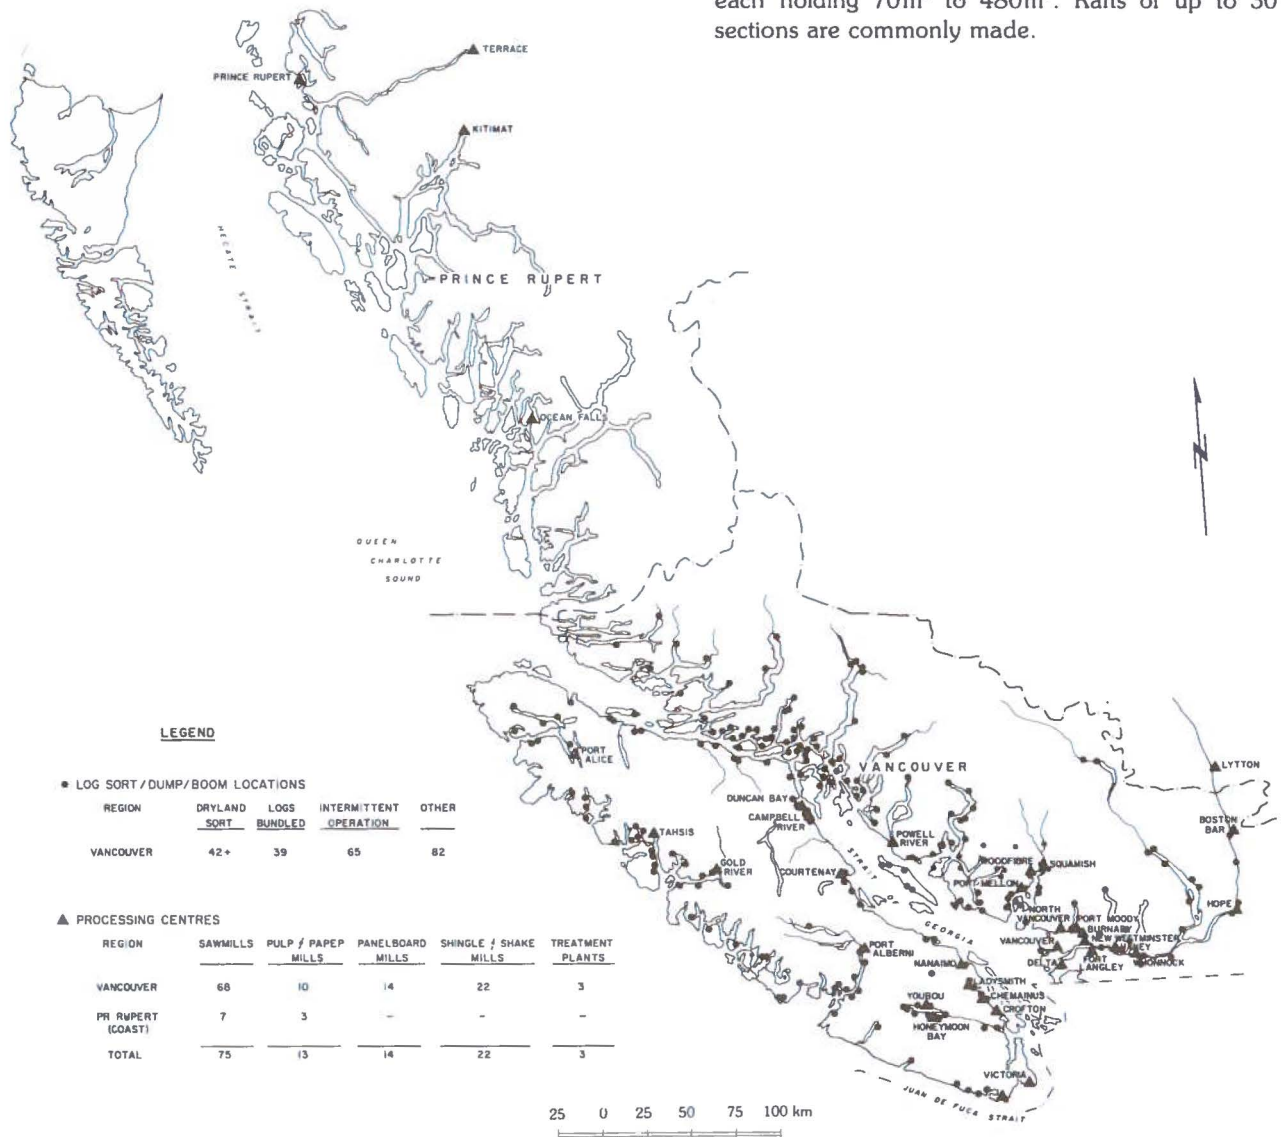 each holding 70m³ to 480m³. Rafts of up to 30
sections are commonly made.
TERRACE
PRINCE RUPERT
KITIMAT
HECATE STRAIT
PRINCE RUPERT
OCEAN FALLS
QUEEN
CHARLOTTE
SOUND
LEGEND
● LOG SORT/DUMP/BOOM LOCATIONS
REGION DRYLAND SORT LOGS BUNDLED INTERMITTENT OPERATION OTHER
VANCOUVER 42+ 39 65 82
▲ PROCESSING CENTRES
REGION SAWMILLS PULP & PAPER MILLS PANELBOARD MILLS SHINGLE & SHAKE MILLS TREATMENT PLANTS
VANCOUVER 68 10 14 22 3
PR RUPERT (COAST) 7 3 - - -
TOTAL 75 13 14 22 3
PORT
ALICE
VANCOUVER
LYTTON
DUNCAN BAY
CAMPBELL
RIVER
BOSTON
BAR
TAHSIS
POWELL
RIVER
GOLD
RIVER
STRAIT
COURTENAY
WOODFIBRE
SQUAMISH
PORT MELLON
HOPE
NORTH
VANCOUVER
PORT MOODY
BURNABY
GEORGIA
NEW WESTMINSTER
VANCOUVER
PORT
ALBERNI
NANAIMO
DELTA
FORT
LANGLEY
WHONNOCK
LADYSMITH
YOUBOU
CHEMAINUS
CROFTON
HONEYMOON
BAY
VICTORIA
JUAN DE FUCA STRAIT
25 0 25 50 75 100 km